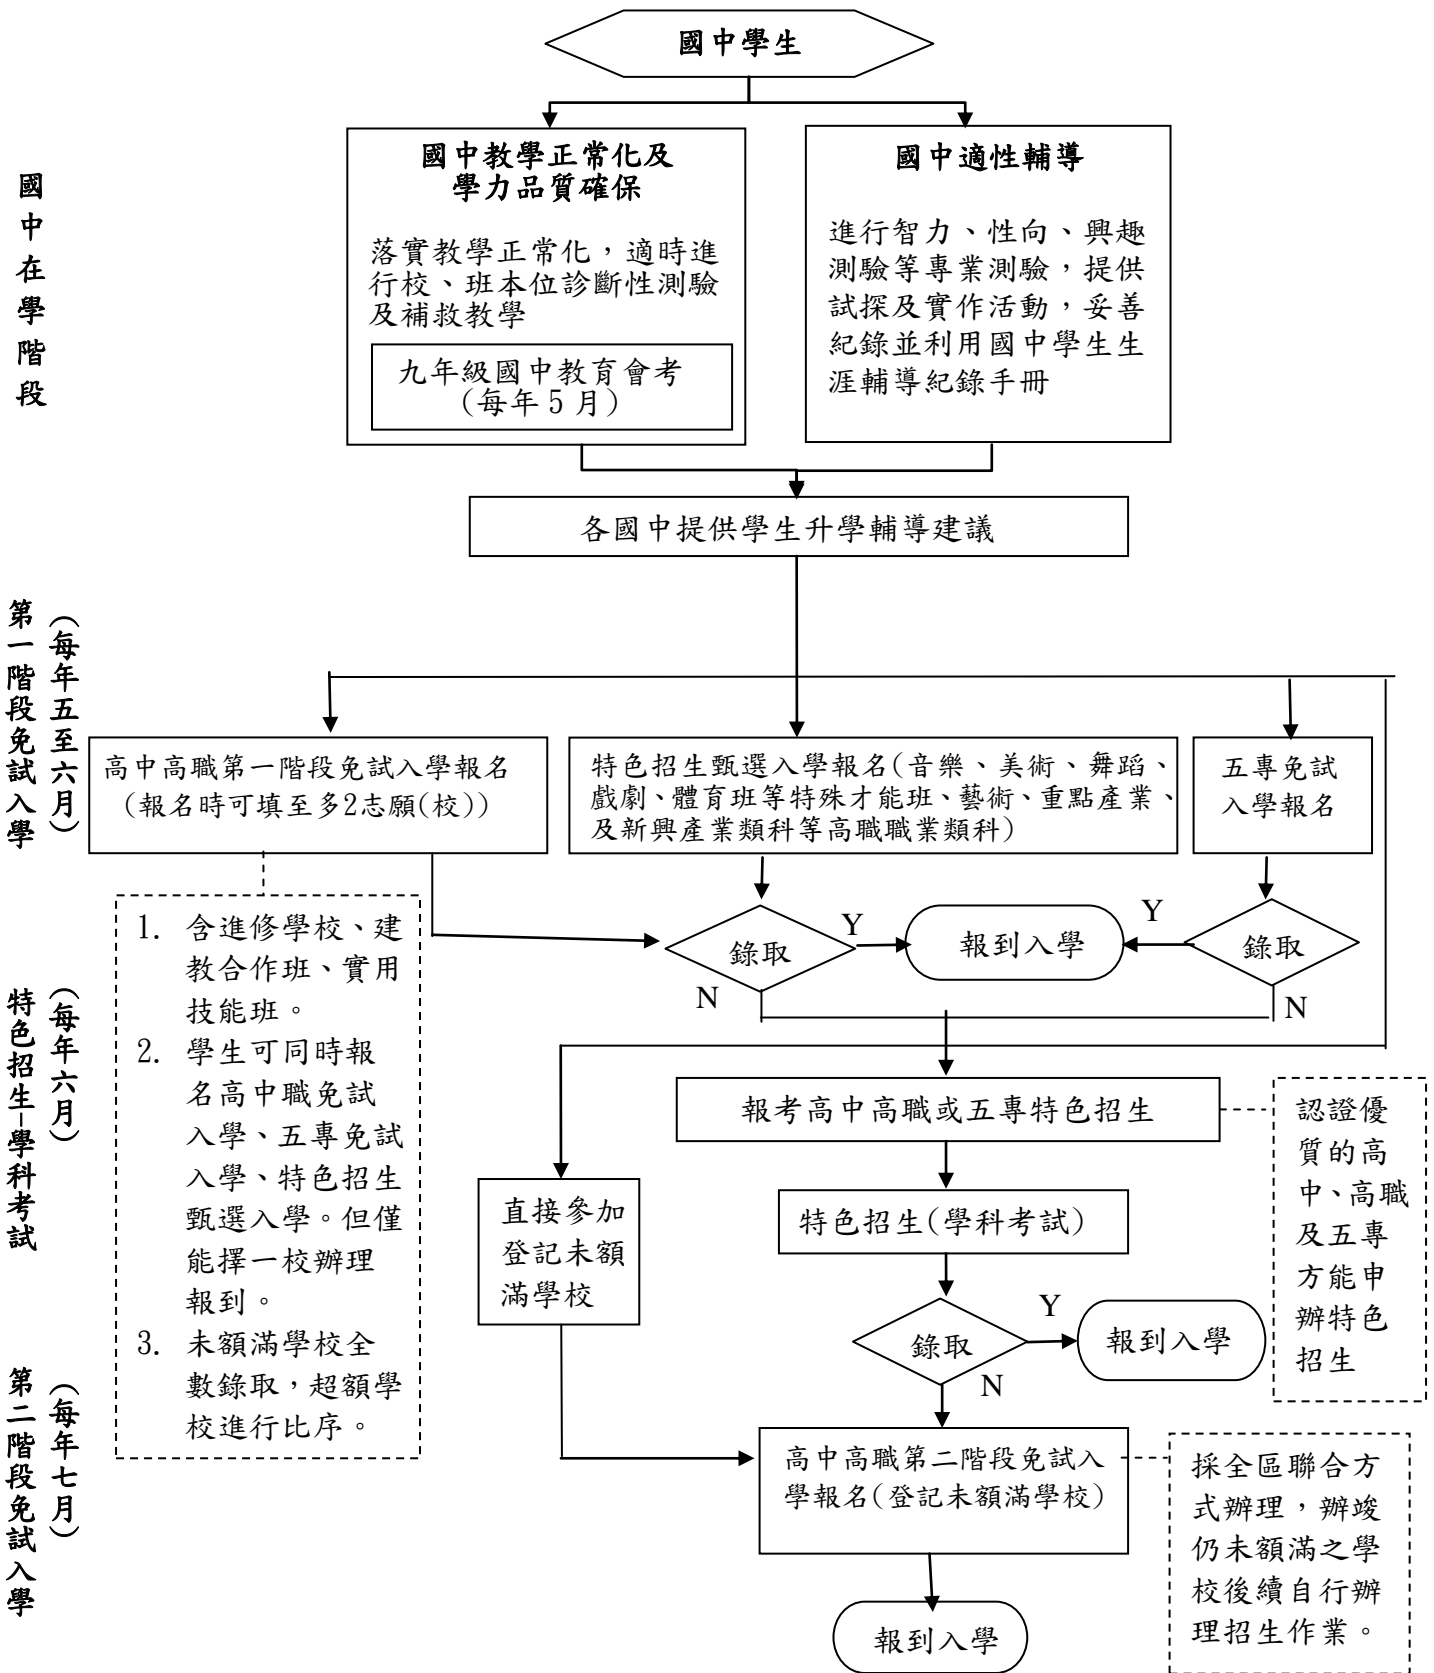 國中學生
國中在學階段
國中教學正常化及
學力品質確保
落實教學正常化，適時進
行校、班本位診斷性測驗
及補救教學
九年級國中教育會考
(每年5月)
國中適性輔導
進行智力、性向、興趣
測驗等專業測驗，提供
試探及實作活動，妥善
紀錄並利用國中學生生
涯輔導紀錄手冊
各國中提供學生升學輔導建議
第一階段免試入學
(每年五至六月)
高中高職第一階段免試入學報名
(報名時可填至多2志願(校))
特色招生甄選入學報名(音樂、美術、舞蹈、
戲劇、體育班等特殊才能班、藝術、重點產業、
及新興產業類科等高職職業類科)
五專免試
入學報名
1. 含進修學校、建
教合作班、實用
技能班。
2. 學生可同時報
名高中職免試
入學、五專免試
入學、特色招生
甄選入學。但僅
能擇一校辦理
報到。
3. 未額滿學校全
數錄取，超額學
校進行比序。
錄取
Y
報到入學
Y
錄取
N
N
特色招生-學科考試
(每年六月)
報考高中高職或五專特色招生
認證優
質的高
中、高職
及五專
方能申
辦特色
招生
直接參加
登記未額
滿學校
特色招生(學科考試)
錄取
Y
報到入學
N
第二階段免試入學
(每年七月)
高中高職第二階段免試入
學報名(登記未額滿學校)
採全區聯合方
式辦理，辦竣
仍未額滿之學
校後續自行辦
理招生作業。
報到入學